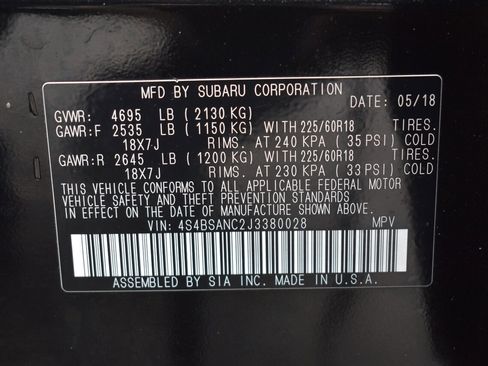 MFD BY SUBARU CORPORATION
GVWR: 4695 LB ( 2130 KG) DATE: 05/18
GAWR:F 2535 LB ( 1150 KG) WITH 225/60R18 TIRES.
18X7J RIMS. AT 240 KPA ( 35 PSI) COLD
GAWR:R 2645 LB ( 1200 KG) WITH 225/60R18 TIRES.
18X7J RIMS. AT 230 KPA ( 33 PSI) COLD
THIS VEHICLE CONFORMS TO ALL APPLICABLE FEDERAL MOTOR
VEHICLE SAFETY AND THEFT PREVENTION STANDARDS
IN EFFECT ON THE DATE OF MANUFACTURE SHOWN ABOVE.
VIN: 4S4BSANC2J3380028 MPV
ASSEMBLED BY SIA INC. MADE IN U.S.A.